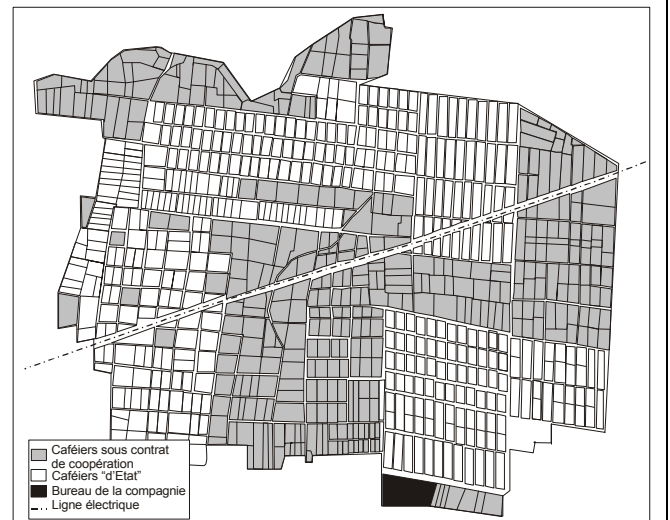 Caféiers sous contrat
de coopération
Caféiers "d'Etat"
Bureau de la compagnie
Ligne électrique